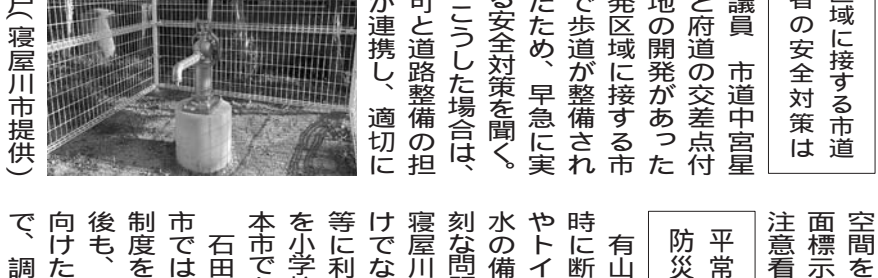 域に接する市道
者の安全対策は
議員　市道中宮星
と府道の交差点付
地の開発があった
発区域に接する市
で歩道が整備され
たため、早急に実
る安全対策を聞く。
こうした場合は、
可と道路整備の担
が連携し、適切に
戸(寝屋川市提供)
空間を
面標示
注意看
平常
防災
有山
時に断
やトイ
水の備
刻な問
寝屋川
けでな
等に利
を小学
本市で
石田
市では
制度を
後も、
向けた
で、調